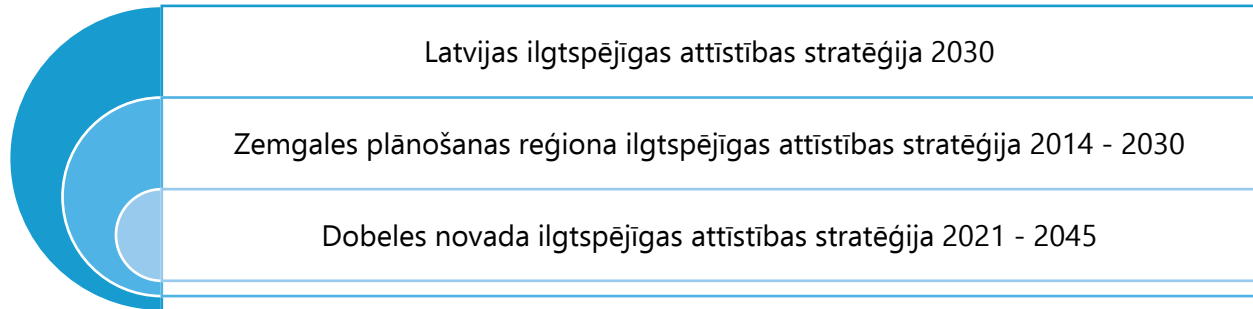 Latvijas ilgtspējīgas attīstības stratēģija 2030
Zemgales plānošanas reģiona ilgtspējīgas attīstības stratēģija 2014 - 2030
Dobeles novada ilgtspējīgas attīstības stratēģija 2021 - 2045